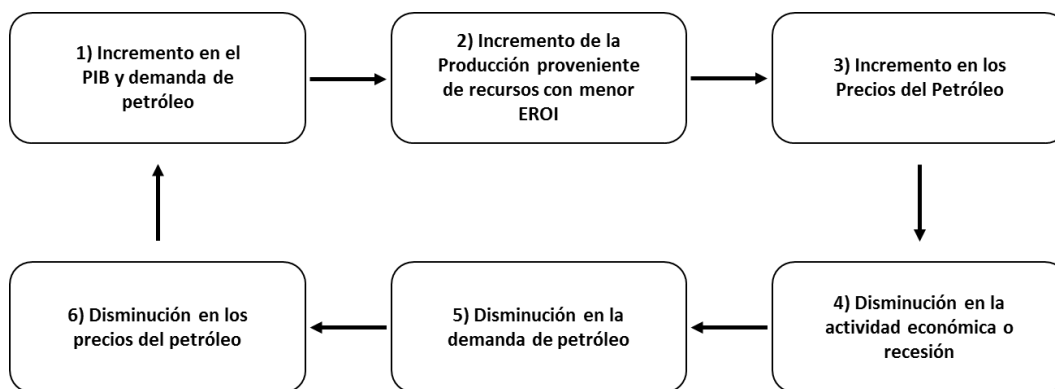 1) Incremento en el
PIB y demanda de
petróleo
2) Incremento de la
Producción proveniente
de recursos con menor
EROI
3) Incremento en los
Precios del Petróleo
4) Disminución en la
actividad económica o
recesión
5) Disminución en la
demanda de petróleo
6) Disminución en los
precios del petróleo